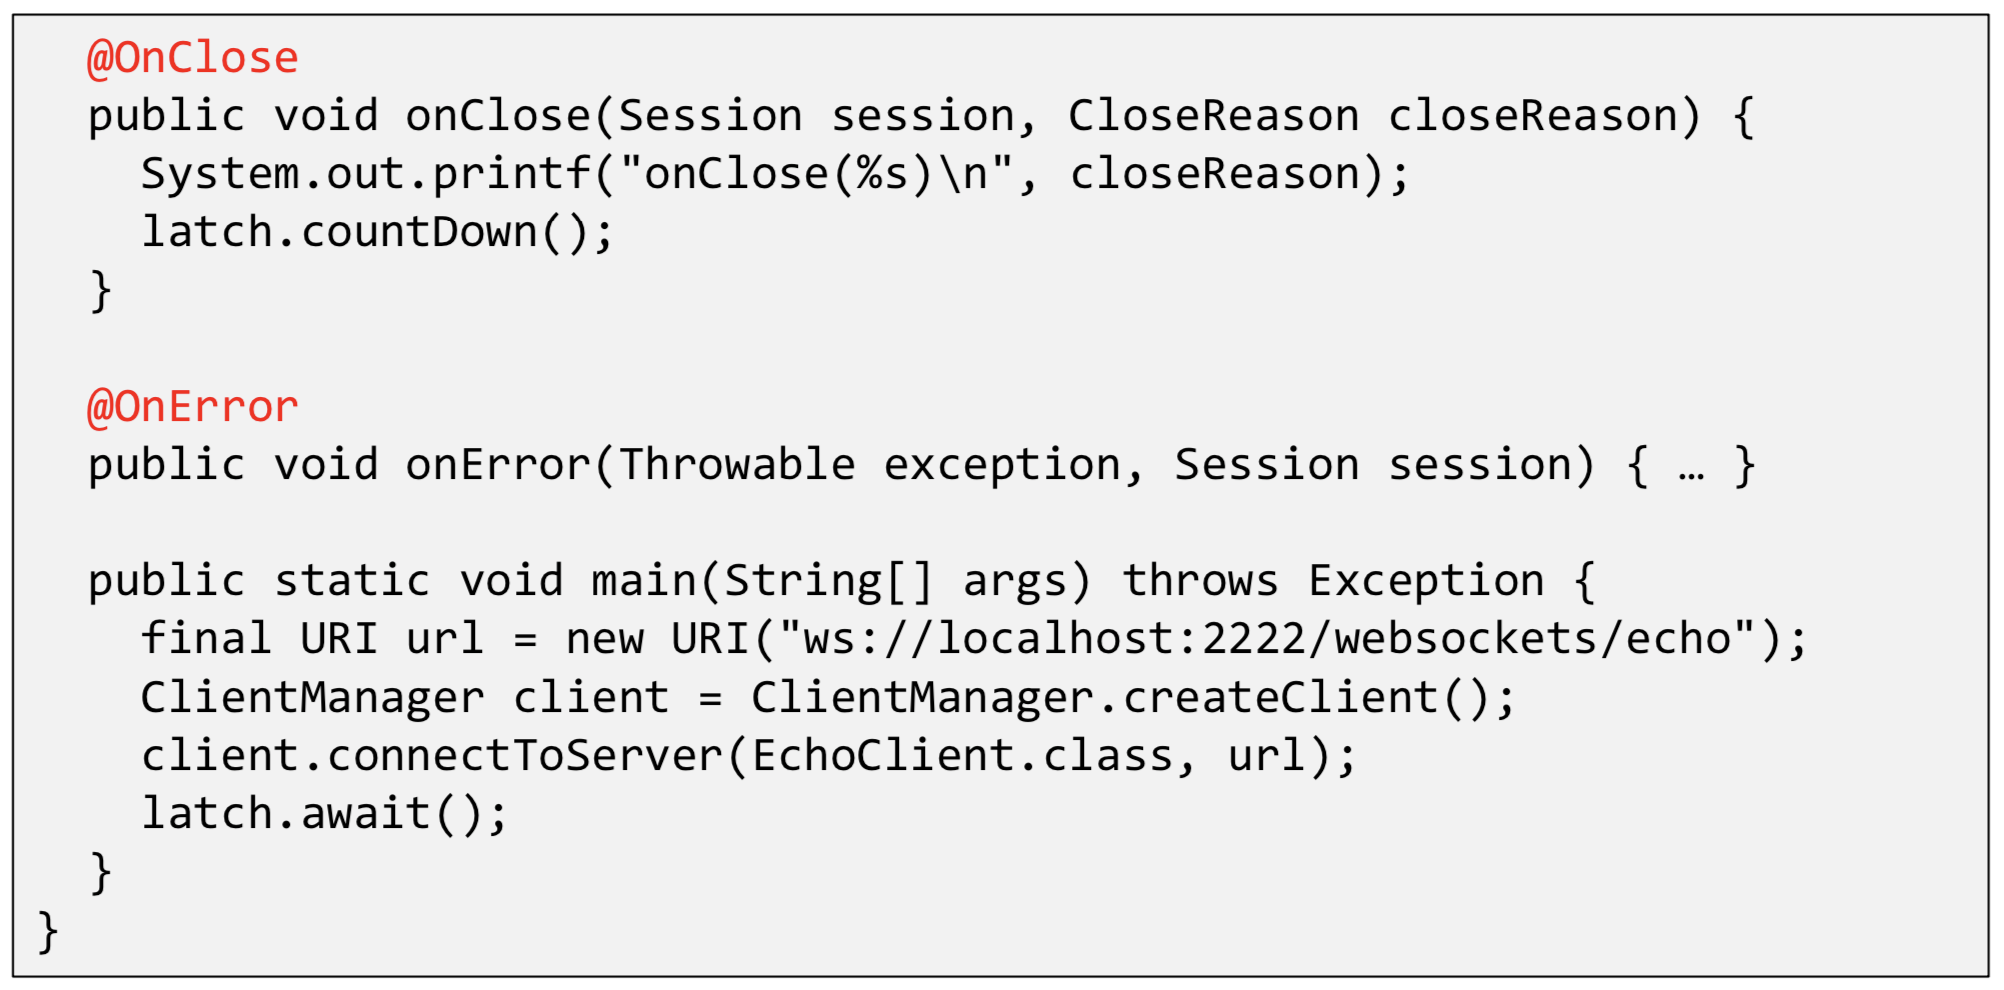 @OnClose
public void onClose(Session session, CloseReason closeReason) {
System.out.printf("onClose(%s)\n", closeReason);
latch.countDown();
}
@OnError
public void onError(Throwable exception, Session session) { … }
public static void main(String[] args) throws Exception {
final URI url = new URI("ws://localhost:2222/websockets/echo");
ClientManager client = ClientManager.createClient();
client.connectToServer(EchoClient.class, url);
latch.await();
}
}